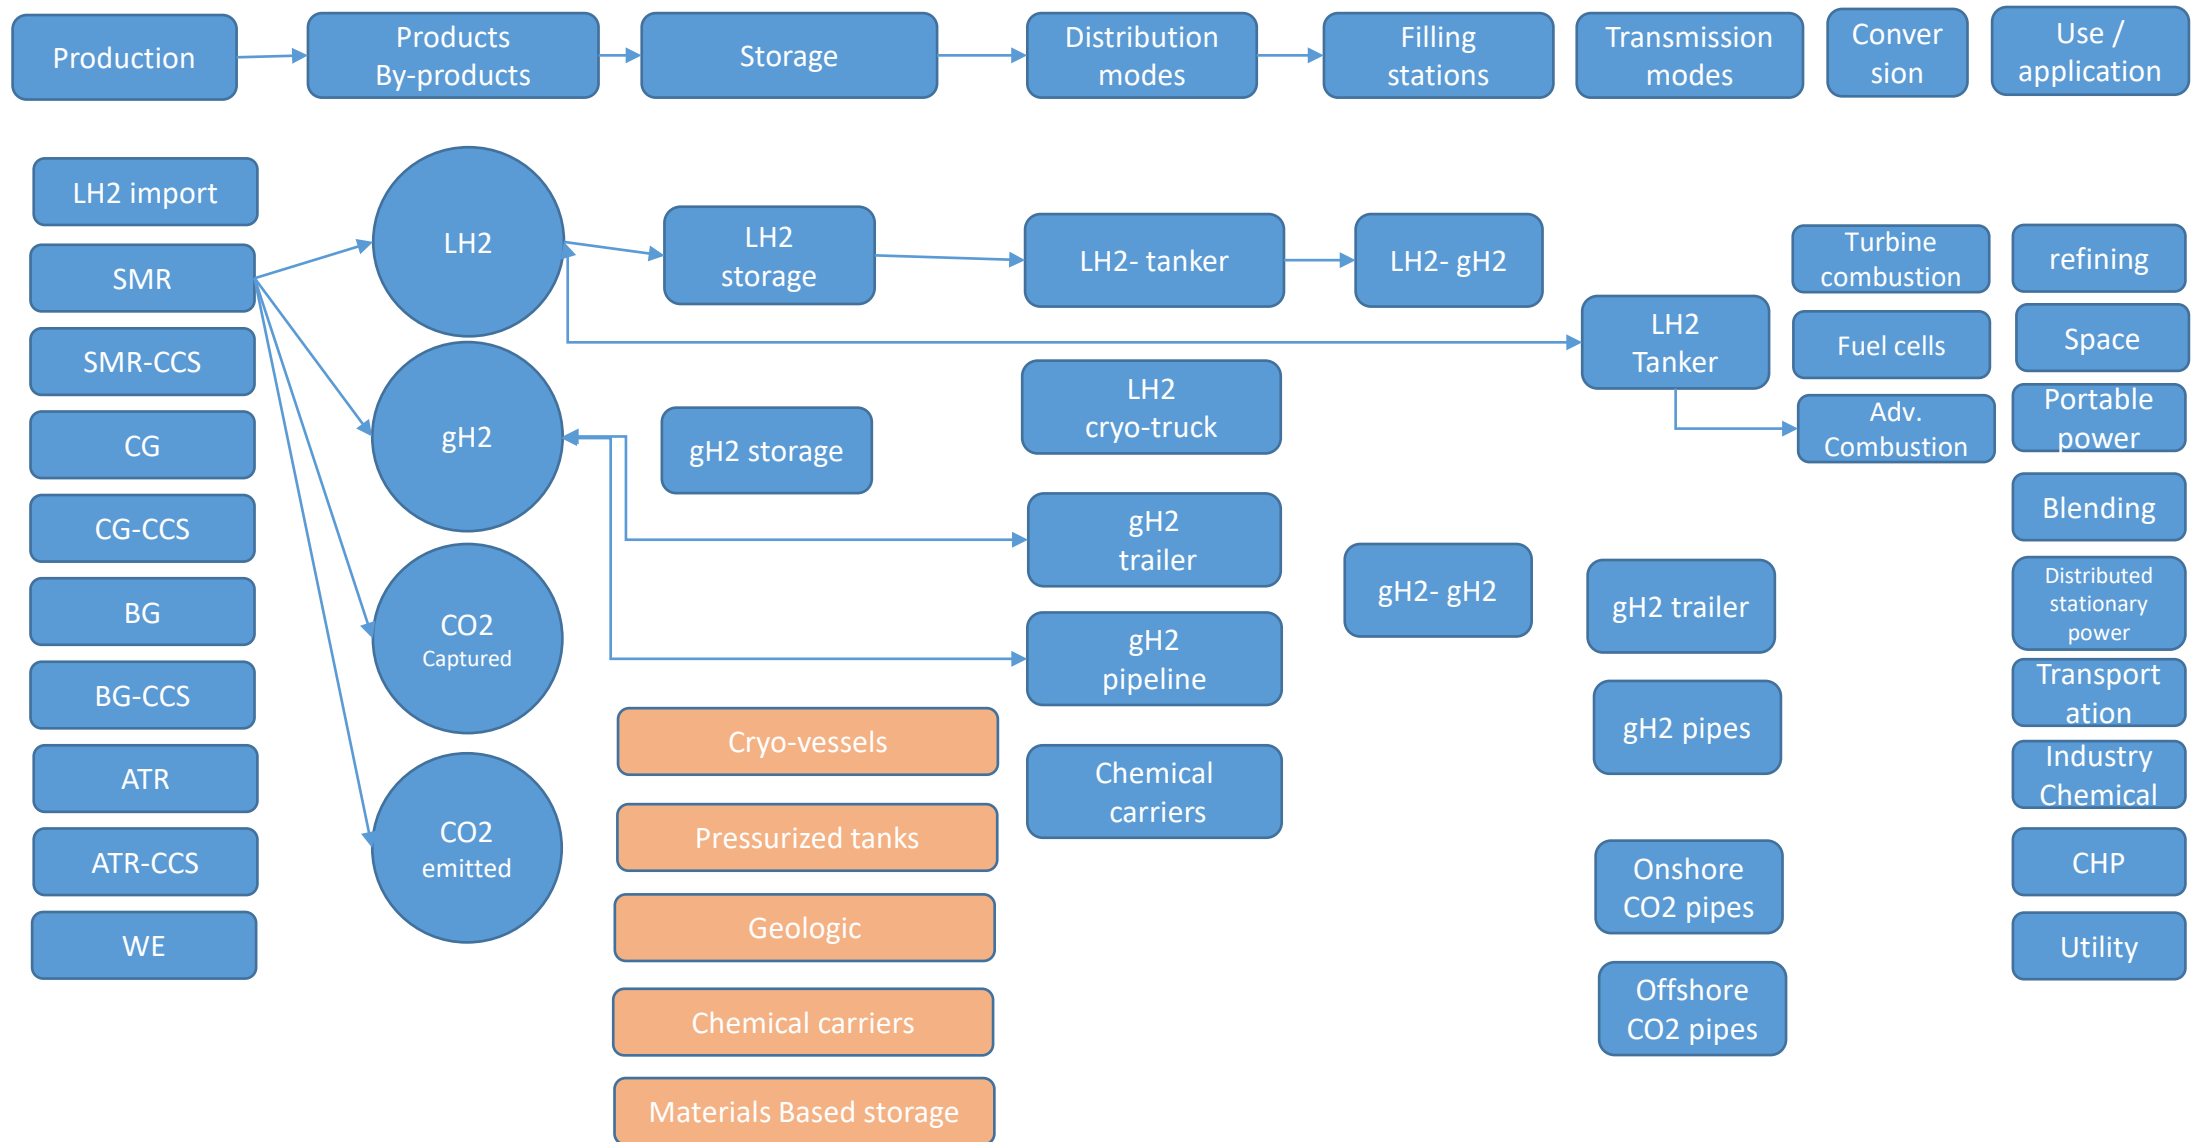 Production
Products
By-products
Storage
Distribution
modes
Filling
stations
Transmission
modes
Conver
sion
Use /
application
LH2 import
SMR
SMR-CCS
CG
CG-CCS
BG
BG-CCS
ATR
ATR-CCS
WE
LH2
gH2
CO2
Captured
CO2
emitted
LH2
storage
gH2 storage
Cryo-vessels
Pressurized tanks
Geologic
Chemical carriers
Materials Based storage
LH2- tanker
LH2
cryo-truck
gH2
trailer
gH2
pipeline
Chemical
carriers
LH2- gH2
gH2- gH2
LH2
Tanker
gH2 trailer
gH2 pipes
Onshore
CO2 pipes
Offshore
CO2 pipes
Turbine
combustion
Fuel cells
Adv.
Combustion
refining
Space
Portable
power
Blending
Distributed
stationary
power
Transport
ation
Industry
Chemical
CHP
Utility